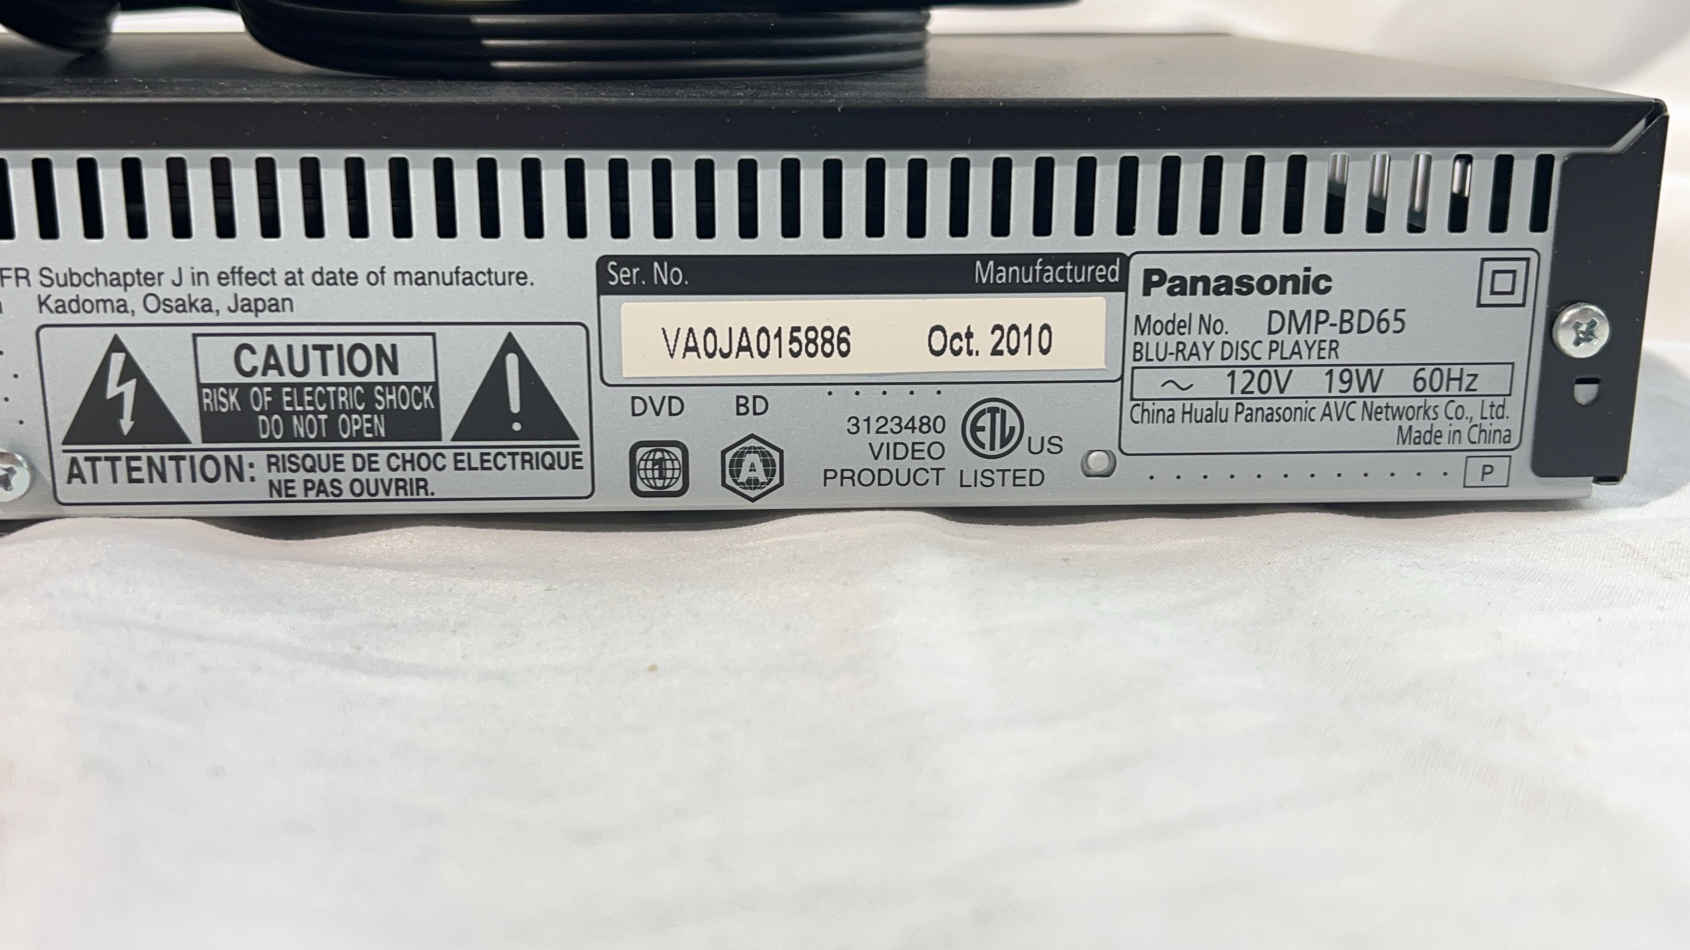 FR Subchapter J in effect at date of manufacture.
Kadoma, Osaka, Japan
CAUTION
RISK OF ELECTRIC SHOCK
DO NOT OPEN
ATTENTION: RISQUE DE CHOC ELECTRIQUE
NE PAS OUVRIR.
Ser. No. Manufactured
VA0JA015886 Oct. 2010
DVD BD
1 A
3123480
VIDEO
PRODUCT LISTED
ETL US
Panasonic
Model No. DMP-BD65
BLU-RAY DISC PLAYER
~ 120V 19W 60Hz
China Hualu Panasonic AVC Networks Co., Ltd.
Made in China
P